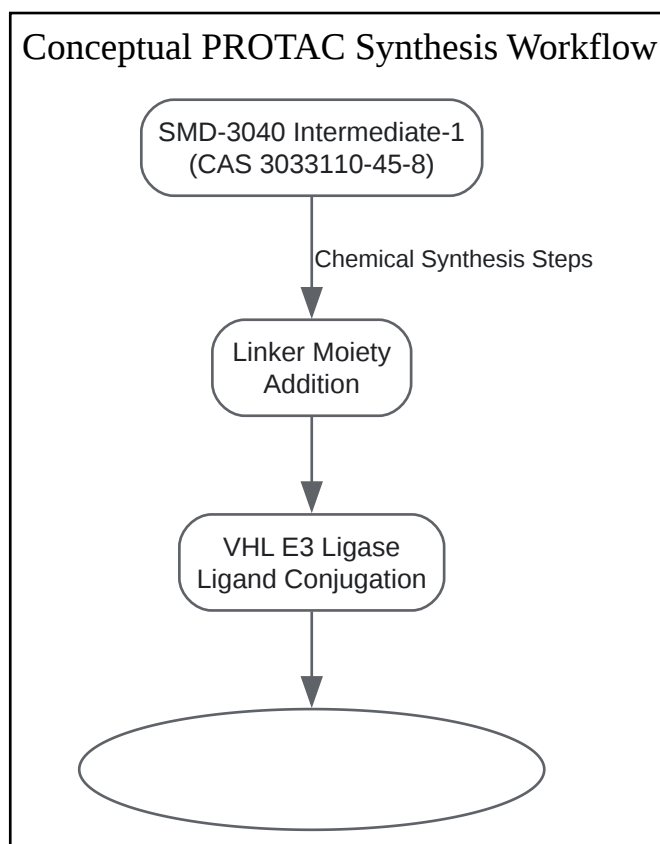 Conceptual PROTAC Synthesis Workflow
SMD-3040 Intermediate-1
(CAS 3033110-45-8)
Chemical Synthesis Steps
Linker Moiety
Addition
VHL E3 Ligase
Ligand Conjugation